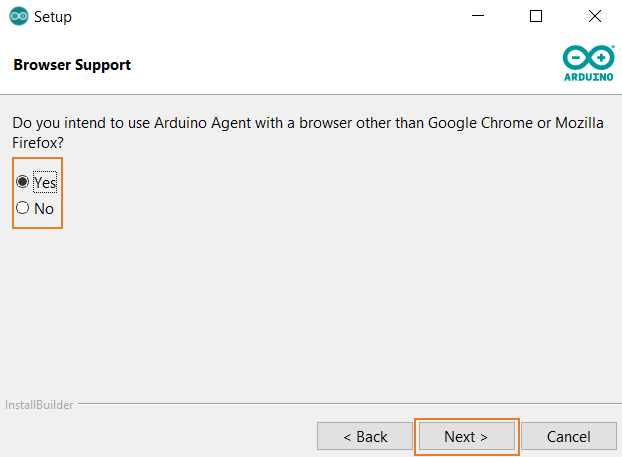 Setup
Browser Support
ARDUINO
Do you intend to use Arduino Agent with a browser other than Google Chrome or Mozilla
Firefox?
Yes
No
InstallBuilder
< Back
Next >
Cancel